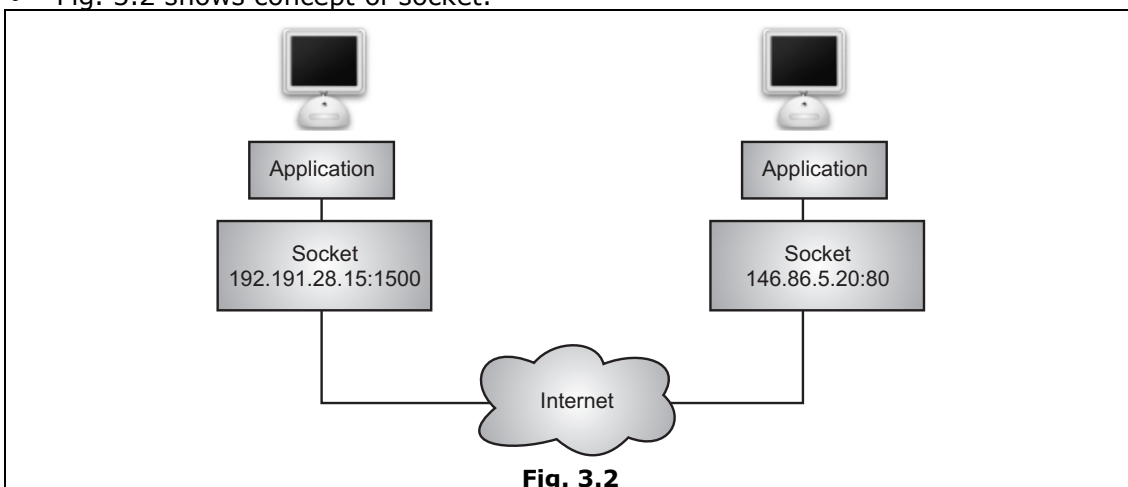 • Fig. 3.2 shows concept of socket.
Application
Application
Socket
192.191.28.15:1500
Socket
146.86.5.20:80
Internet
Fig. 3.2